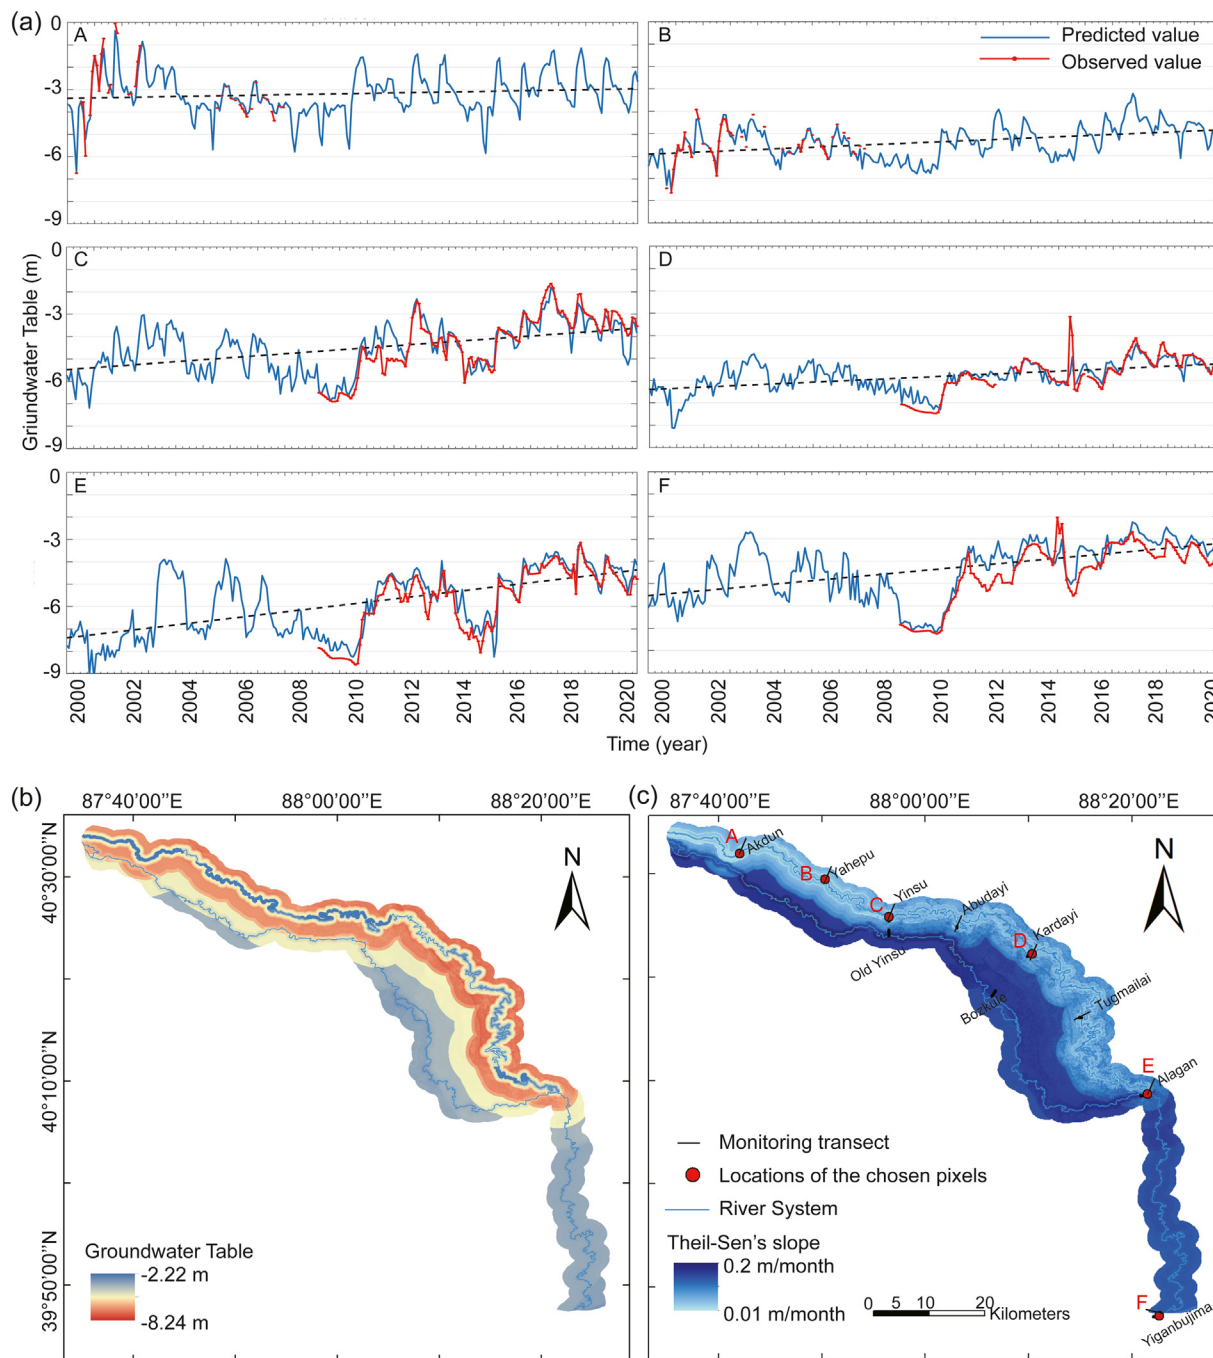 (a)
0
-3
-6
-9
A
B
Predicted value
Observed value
0
-3
-6
-9
C
D
Griundwater Table (m)
0
-3
-6
-9
E
F
2000
2002
2004
2006
2008
2010
2012
2014
2016
2018
2020
2000
2002
2004
2006
2008
2010
2012
2014
2016
2018
2020
Time (year)
(b)
87°40'00''E
88°00'00''E
88°20'00''E
40°30'00''N
40°10'00''N
39°50'00''N
N
Groundwater Table
-2.22 m
-8.24 m
(c)
87°40'00''E
88°00'00''E
88°20'00''E
N
A
Akdun
B
Yahepu
C
Yinsu
Abudayi
D
Kardayi
Old Yinsu
Bozkule
Tugmailai
E
Alagan
Monitoring transect
Locations of the chosen pixels
River System
Theil-Sen's slope
0.2 m/month
0.01 m/month
0 5 10 20
Kilometers
F
Yiganbujima